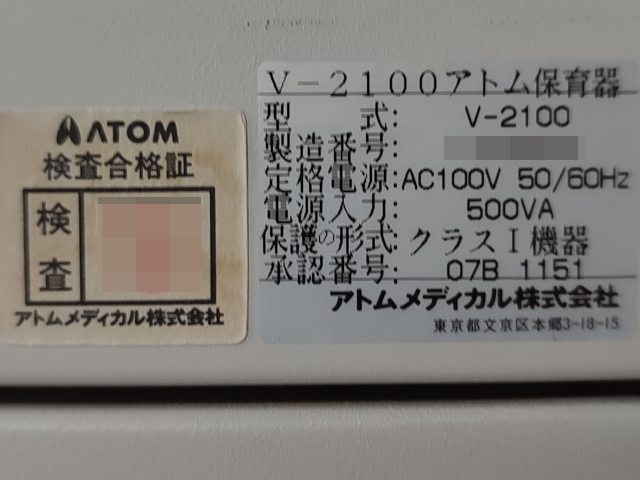 ATOM
検査合格証
検査
アトムメディカル株式会社
V-2100アトム保育器
型式: V-2100
製造番号:
定格電源: AC100V 50/60Hz
電源入力: 500VA
保護の形式: クラスI機器
承認番号: 07B 1151
アトムメディカル株式会社
東京都文京区本郷3-18-15